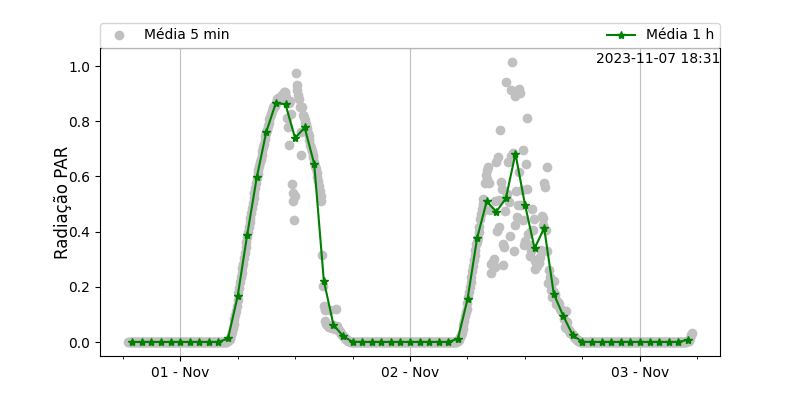 Média 5 min
Média 1 h
2023-11-07 18:31
Radiação PAR
1.0
0.8
0.6
0.4
0.2
0.0
01 - Nov
02 - Nov
03 - Nov